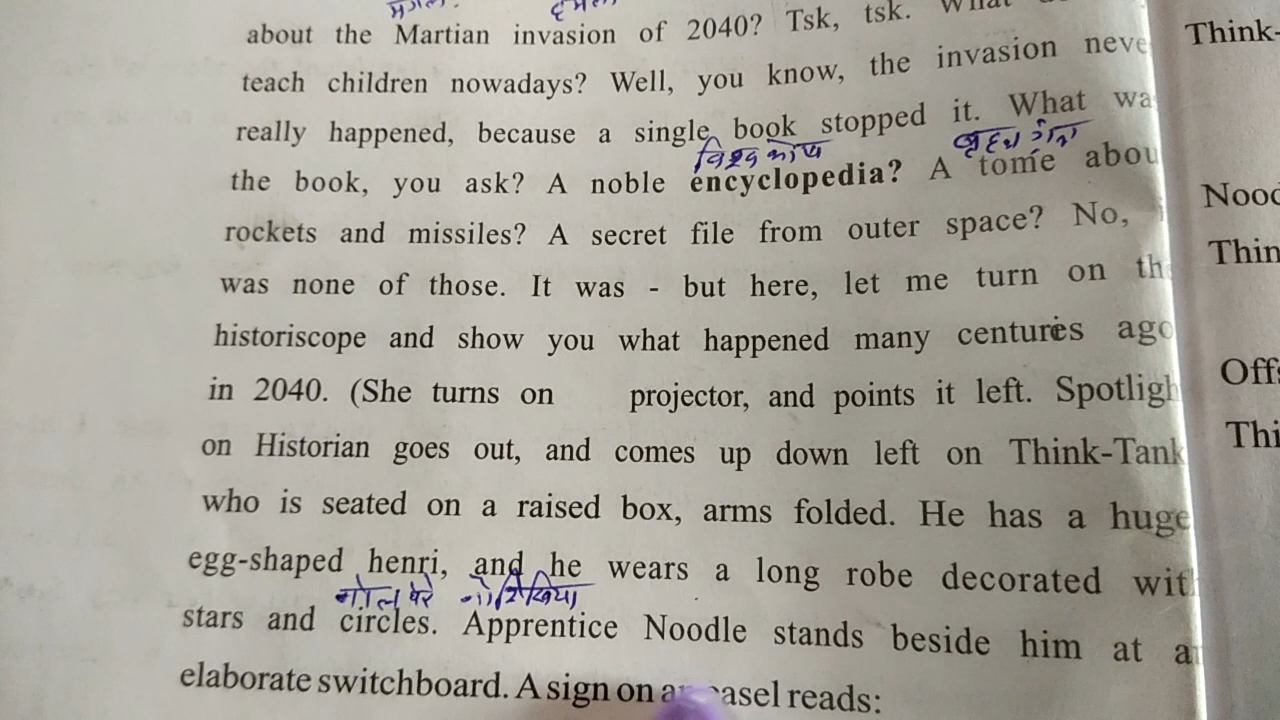 about the Martian invasion of 2040? Tsk, tsk. What
teach children nowadays? Well, you know, the invasion neve
really happened, because a single book stopped it. What wa
विश्व कोष
the book, you ask? A noble encyclopedia? A tome abou
rockets and missiles? A secret file from outer space? No,
was none of those. It was - but here, let me turn on th
historiscope and show you what happened many centures ago
in 2040. (She turns on projector, and points it left. Spotligh
on Historian goes out, and comes up down left on Think-Tank
who is seated on a raised box, arms folded. He has a huge
egg-shaped henri, and he wears a long robe decorated wit
गोल घेरे
stars and circles. Apprentice Noodle stands beside him at a
elaborate switchboard. A sign on easel reads:
Think-
Nood
Thin
Off
Thi